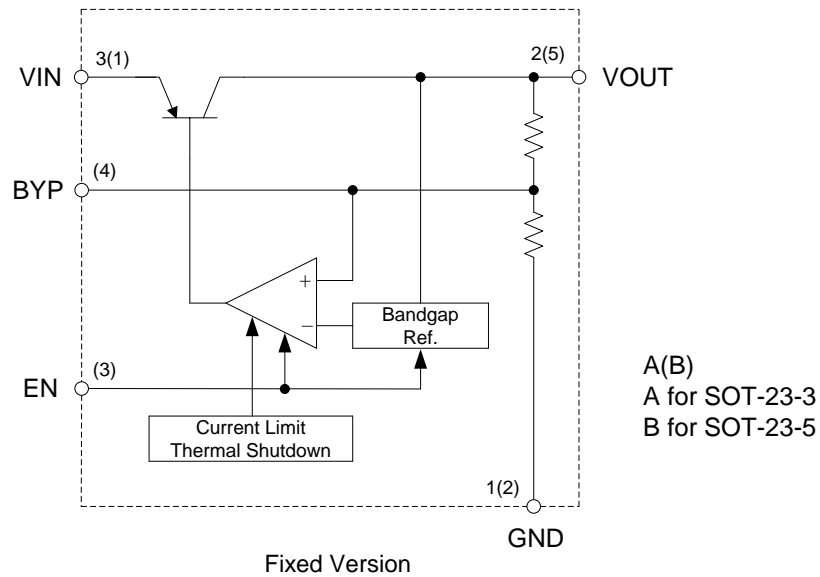 3(1)
2(5)
VIN
VOUT
(4)
BYP
+
−
Bandgap
Ref.
(3)
EN
A(B)
A for SOT-23-3
B for SOT-23-5
Current Limit
Thermal Shutdown
1(2)
GND
Fixed Version